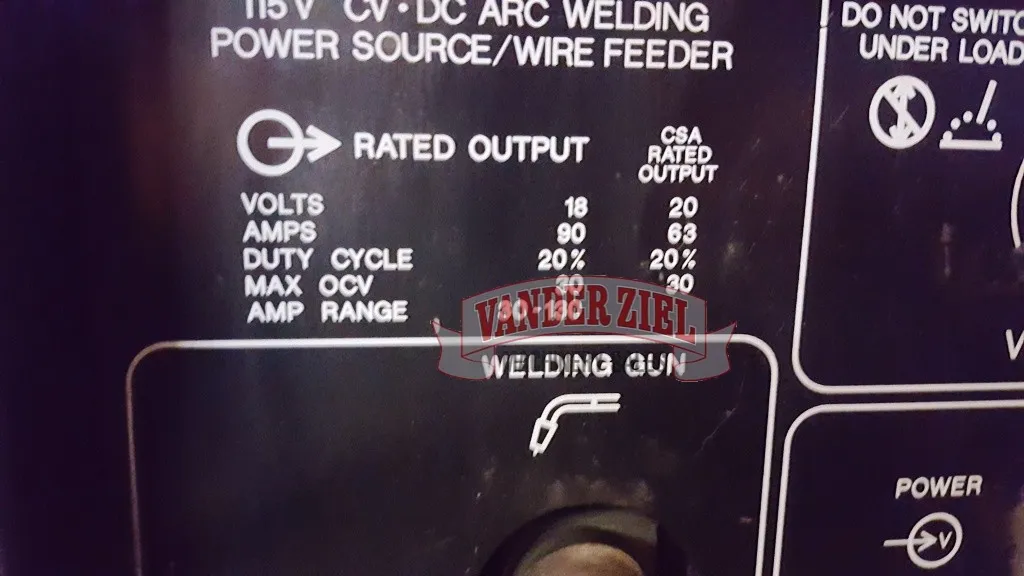 115V CV • DC ARC WELDING
POWER SOURCE/WIRE FEEDER
RATED OUTPUT
CSA
RATED
OUTPUT
VOLTS 18 20
AMPS 90 63
DUTY CYCLE 20% 20%
MAX OCV 30 30
AMP RANGE
VANDER ZIEL
WELDING GUN
DO NOT SWITC
UNDER LOAD
V
POWER
V